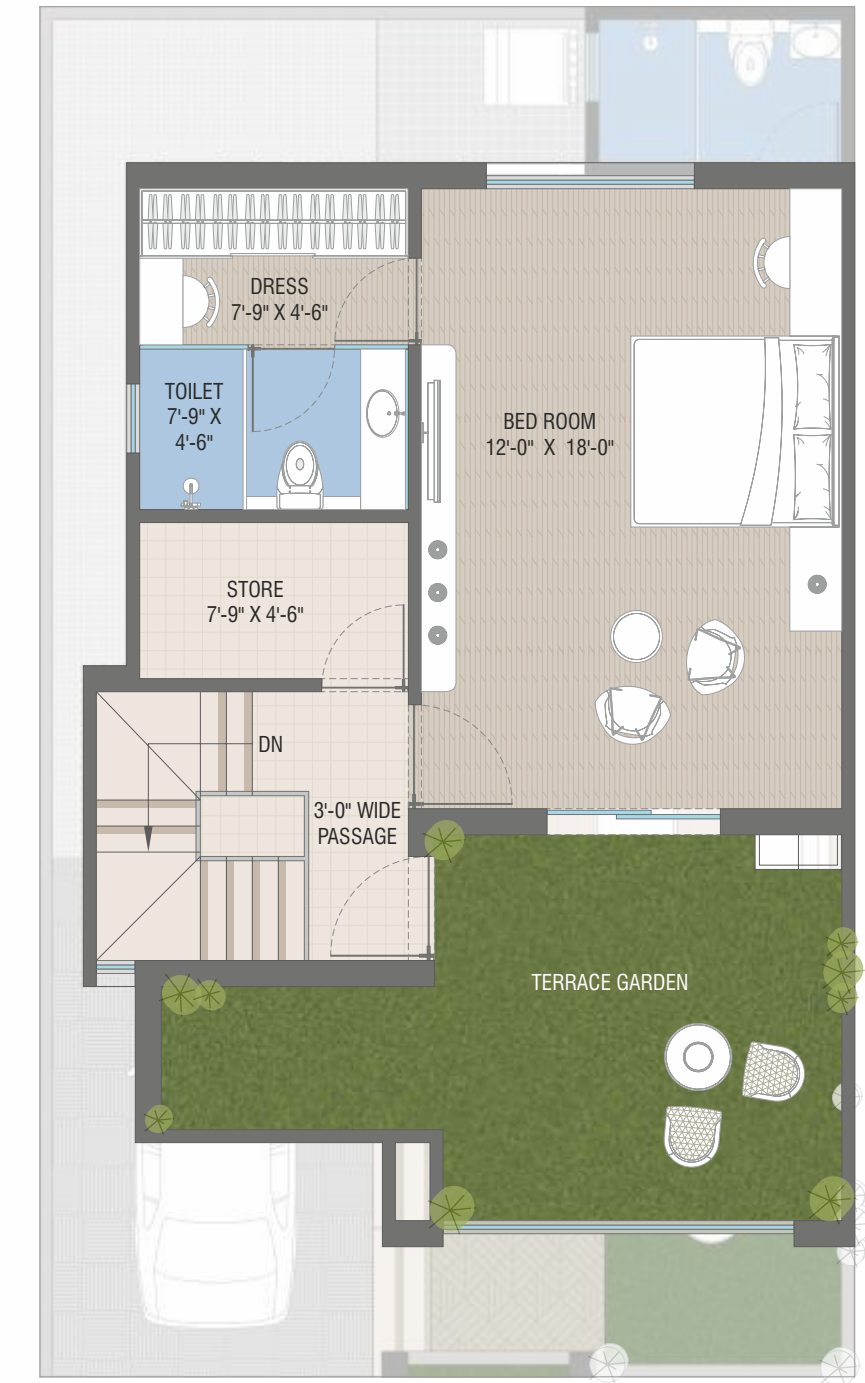 DRESS
7'-9" X 4'-6"
TOILET
7'-9" X
4'-6"
BED ROOM
12'-0" X 18'-0"
STORE
7'-9" X 4'-6"
DN
3'-0" WIDE
PASSAGE
TERRACE GARDEN